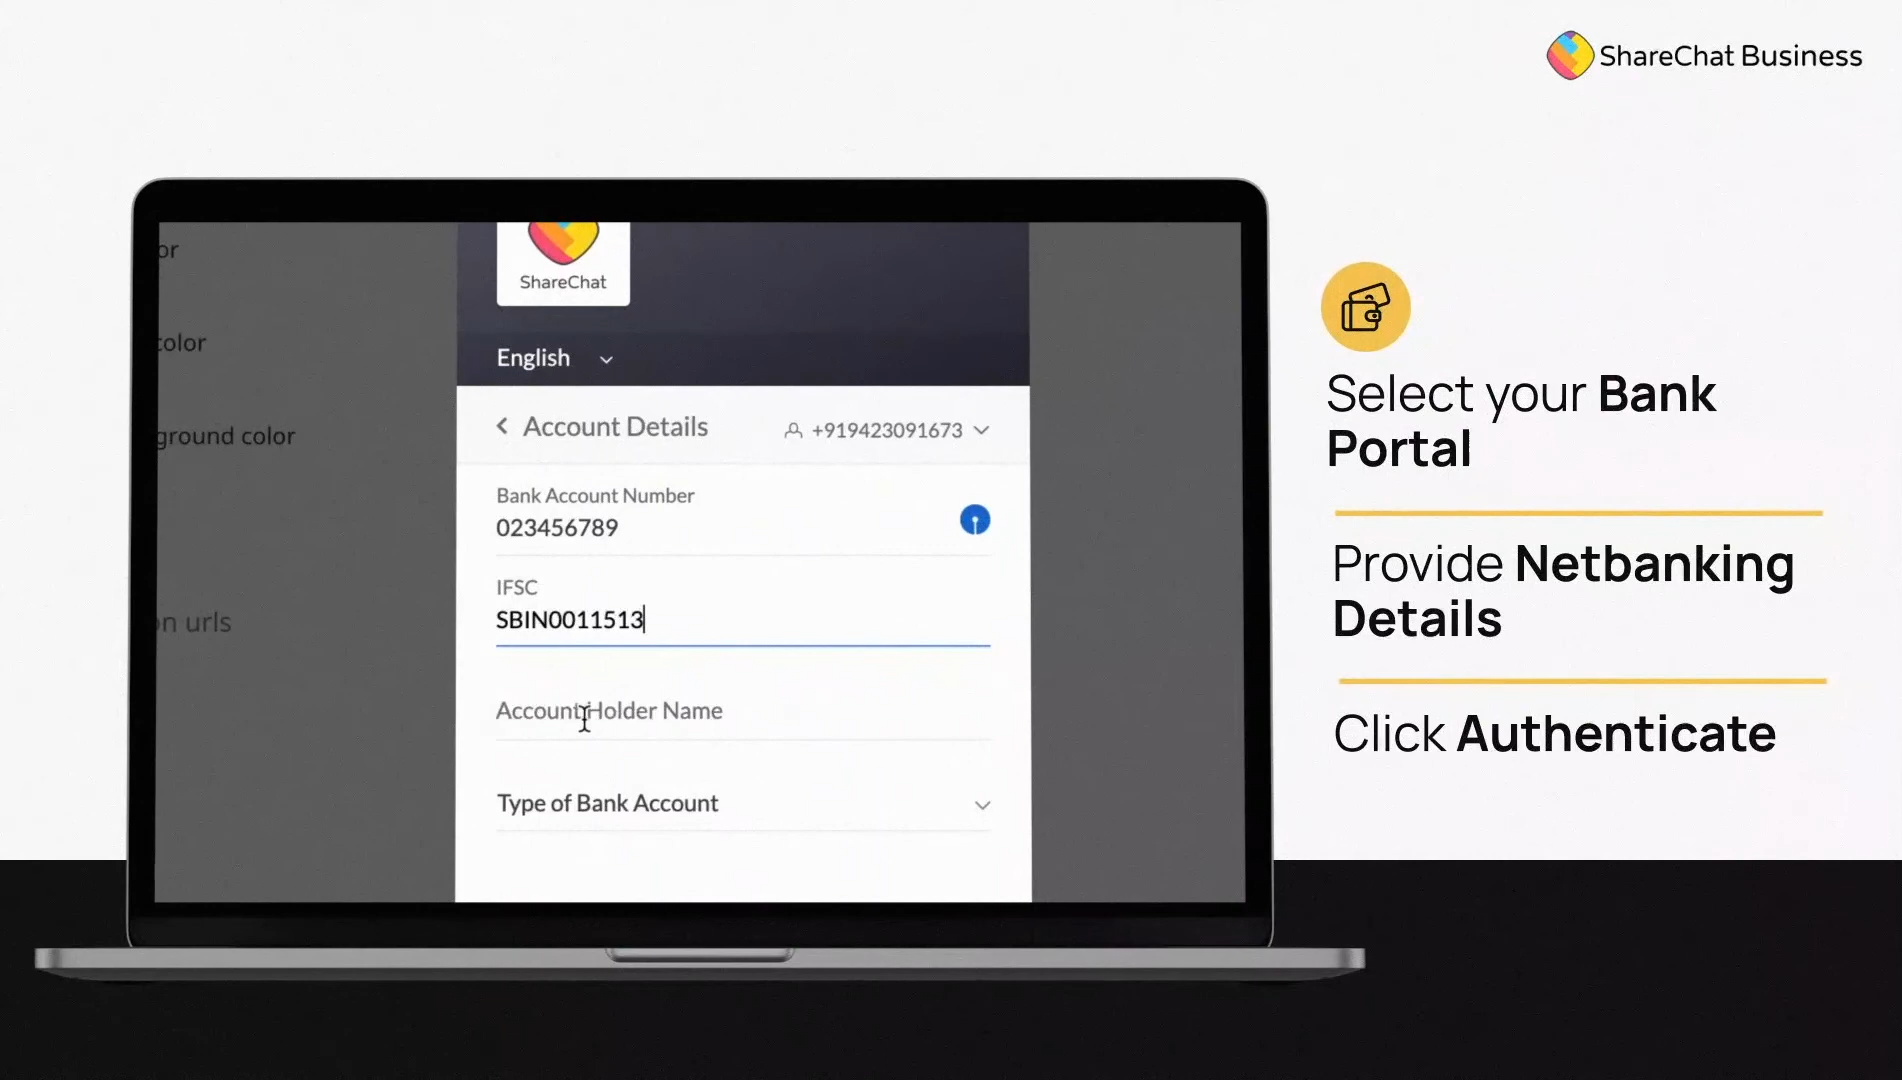 ShareChat Business
or
color
ground color
on urls
ShareChat
English
Account Details
+919423091673
Bank Account Number
023456789
IFSC
SBIN0011513
Account Holder Name
Type of Bank Account
Select your Bank
Portal
Provide Netbanking
Details
Click Authenticate